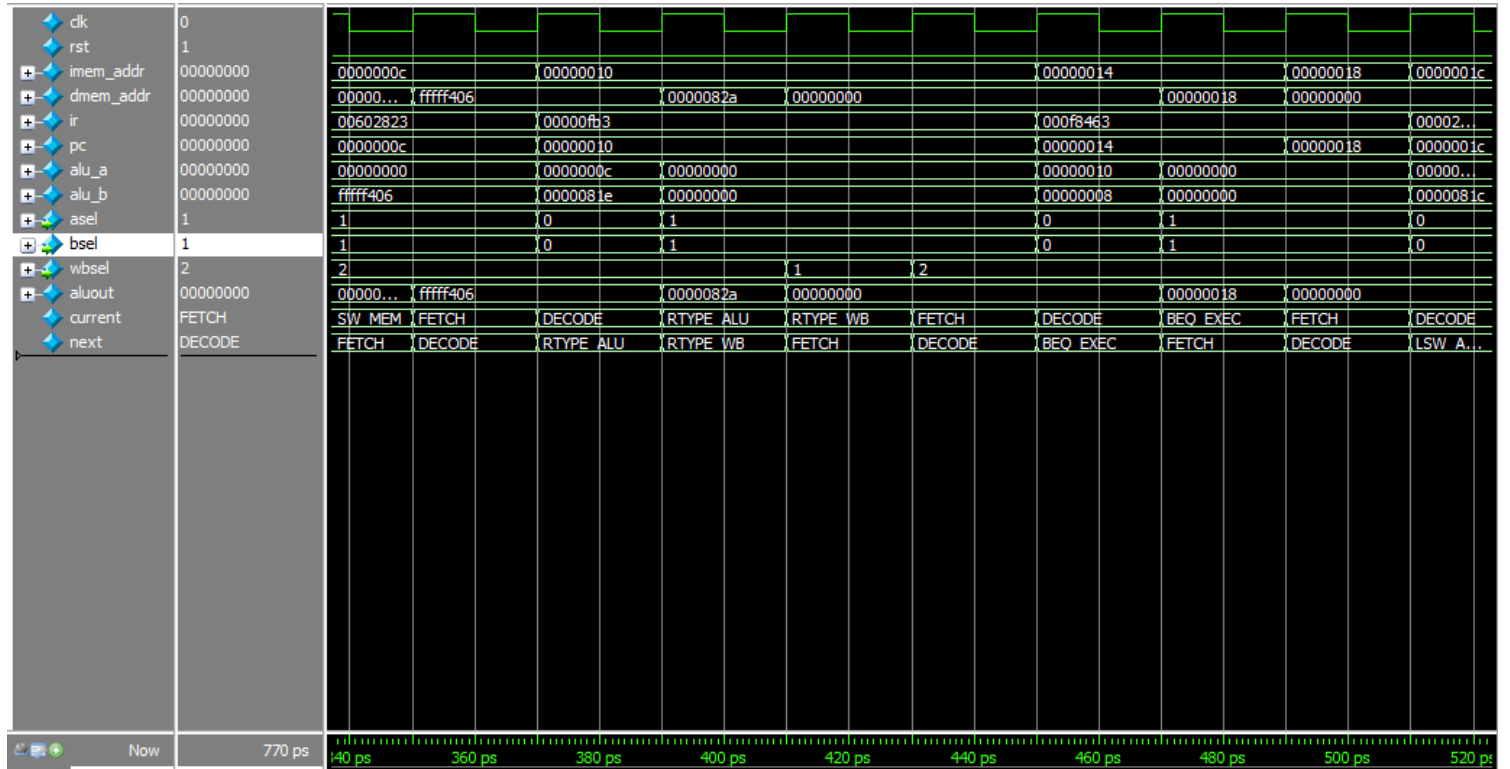 clk 0
rst 1
imem_addr 00000000 0000000c 00000010 00000014 00000018 0000001c
dmem_addr 00000000 00000... fffff406 0000082a 00000000 00000018 00000000
ir 00000000 00602823 00000fb3 000f8463 00002...
pc 00000000 0000000c 00000010 00000014 00000018 0000001c
alu_a 00000000 00000000 0000000c 00000000 00000010 00000000 00000...
alu_b 00000000 fffff406 0000081e 00000000 00000008 00000000 0000081c
asel 1 1 0 1 0 1 0
bsel 1 1 0 1 0 1 0
wbsel 2 2 1 2
aluout 00000000 00000... fffff406 0000082a 00000000 00000018 00000000
current FETCH SW_MEM FETCH DECODE RTYPE_ALU RTYPE_WB FETCH DECODE BEQ_EXEC FETCH DECODE
next DECODE FETCH DECODE RTYPE_ALU RTYPE_WB FETCH DECODE BEQ_EXEC FETCH DECODE LSW_A...
Now 770 ps 340 ps 360 ps 380 ps 400 ps 420 ps 440 ps 460 ps 480 ps 500 ps 520 ps